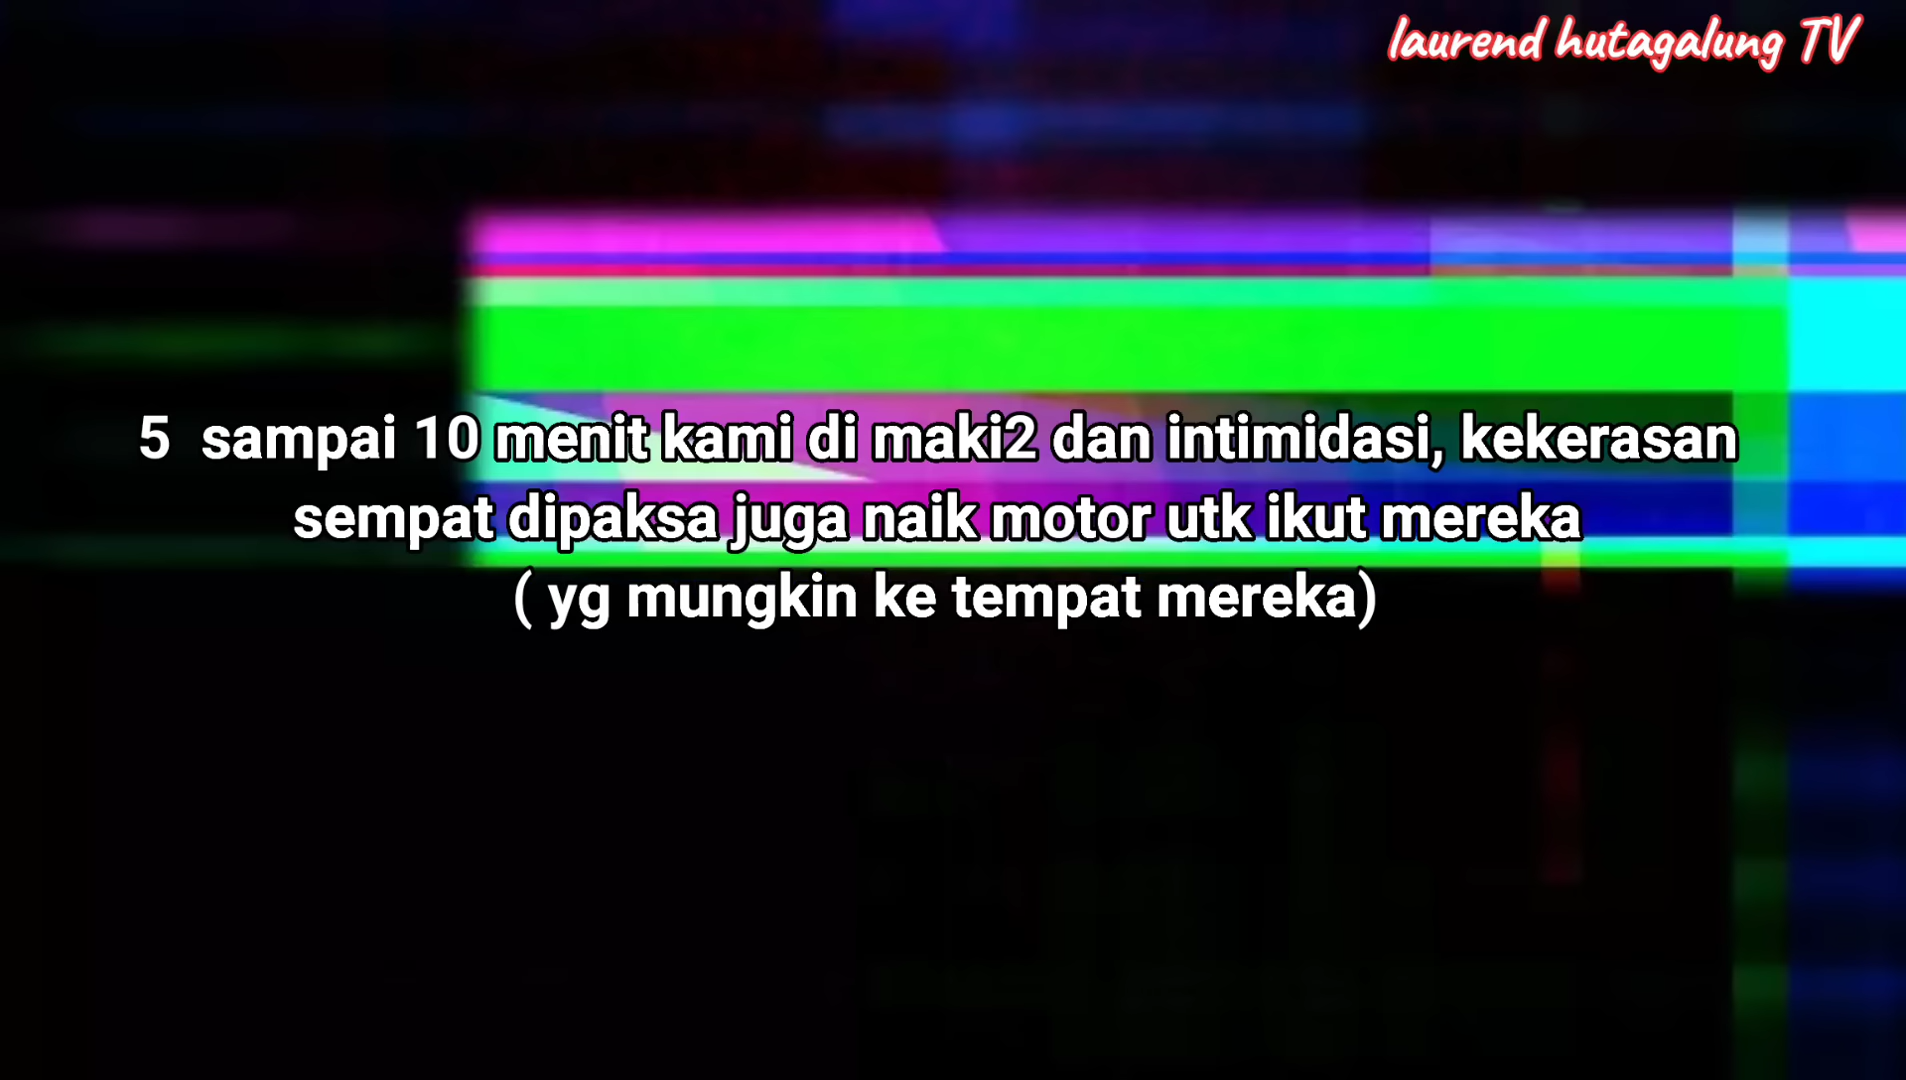 laurend hutagalung TV
5 sampai 10 menit kami di maki2 dan intimidasi, kekerasan
sempat dipaksa juga naik motor utk ikut mereka
( yg mungkin ke tempat mereka)